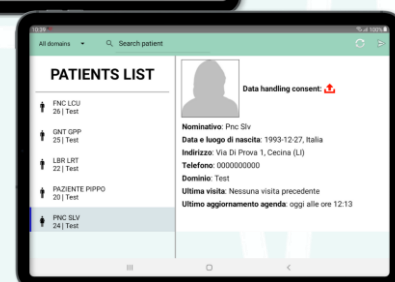 10:39
100%
All domains
Search patient
PATIENTS LIST
FNC LCU
26 | Test
GNT GPP
25 | Test
LBR LRT
22 | Test
PAZIENTE PIPPO
20 | Test
PNC SLV
24 | Test
Data handling consent:
Nominativo: Pnc Slv
Data e luogo di nascita: 1993-12-27, Italia
Indirizzo: Via Di Prova 1, Cecina (LI)
Telefono: 0000000000
Dominio: Test
Ultima visita: Nessuna visita precedente
Ultimo aggiornamento agenda: oggi alle ore 12:13